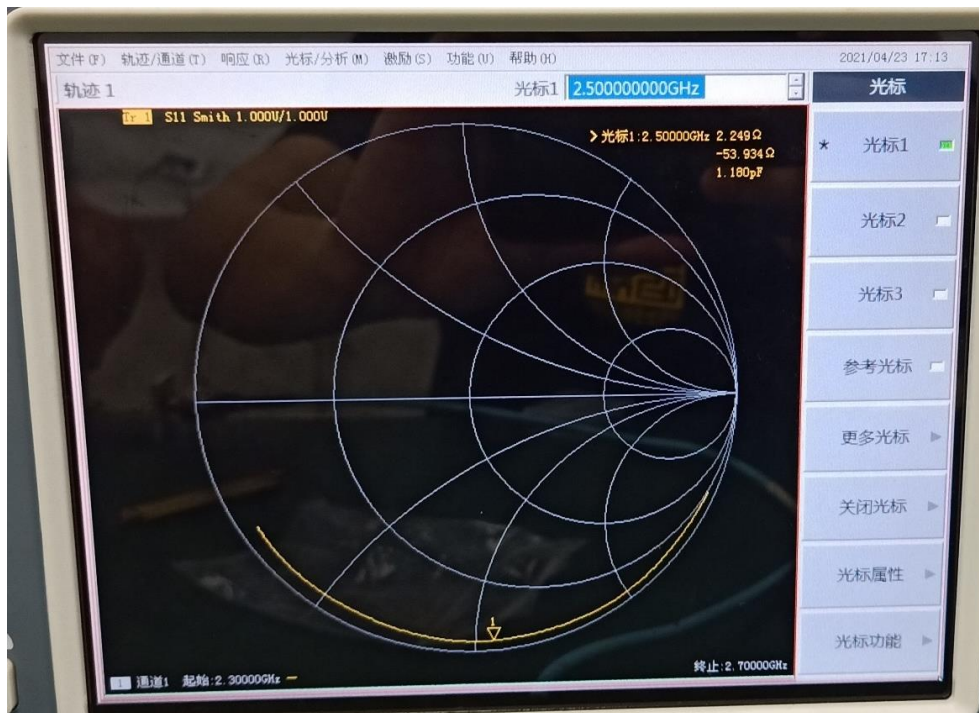 文件(F) 轨迹/通道(T) 响应(R) 光标/分析(M) 激励(S) 功能(U) 帮助(H) 2021/04/23 17:13
轨迹 1 光标1 2.500000000GHz 光标
Tr 1 S11 Smith 1.000U/1.000U
>光标1:2.50000GHz 2.249Ω
-53.934Ω
1.180pF
* 光标1
光标2
光标3
参考光标
更多光标
关闭光标
光标属性
光标功能
1
1 通道1 起始:2.30000GHz 终止:2.70000GHz